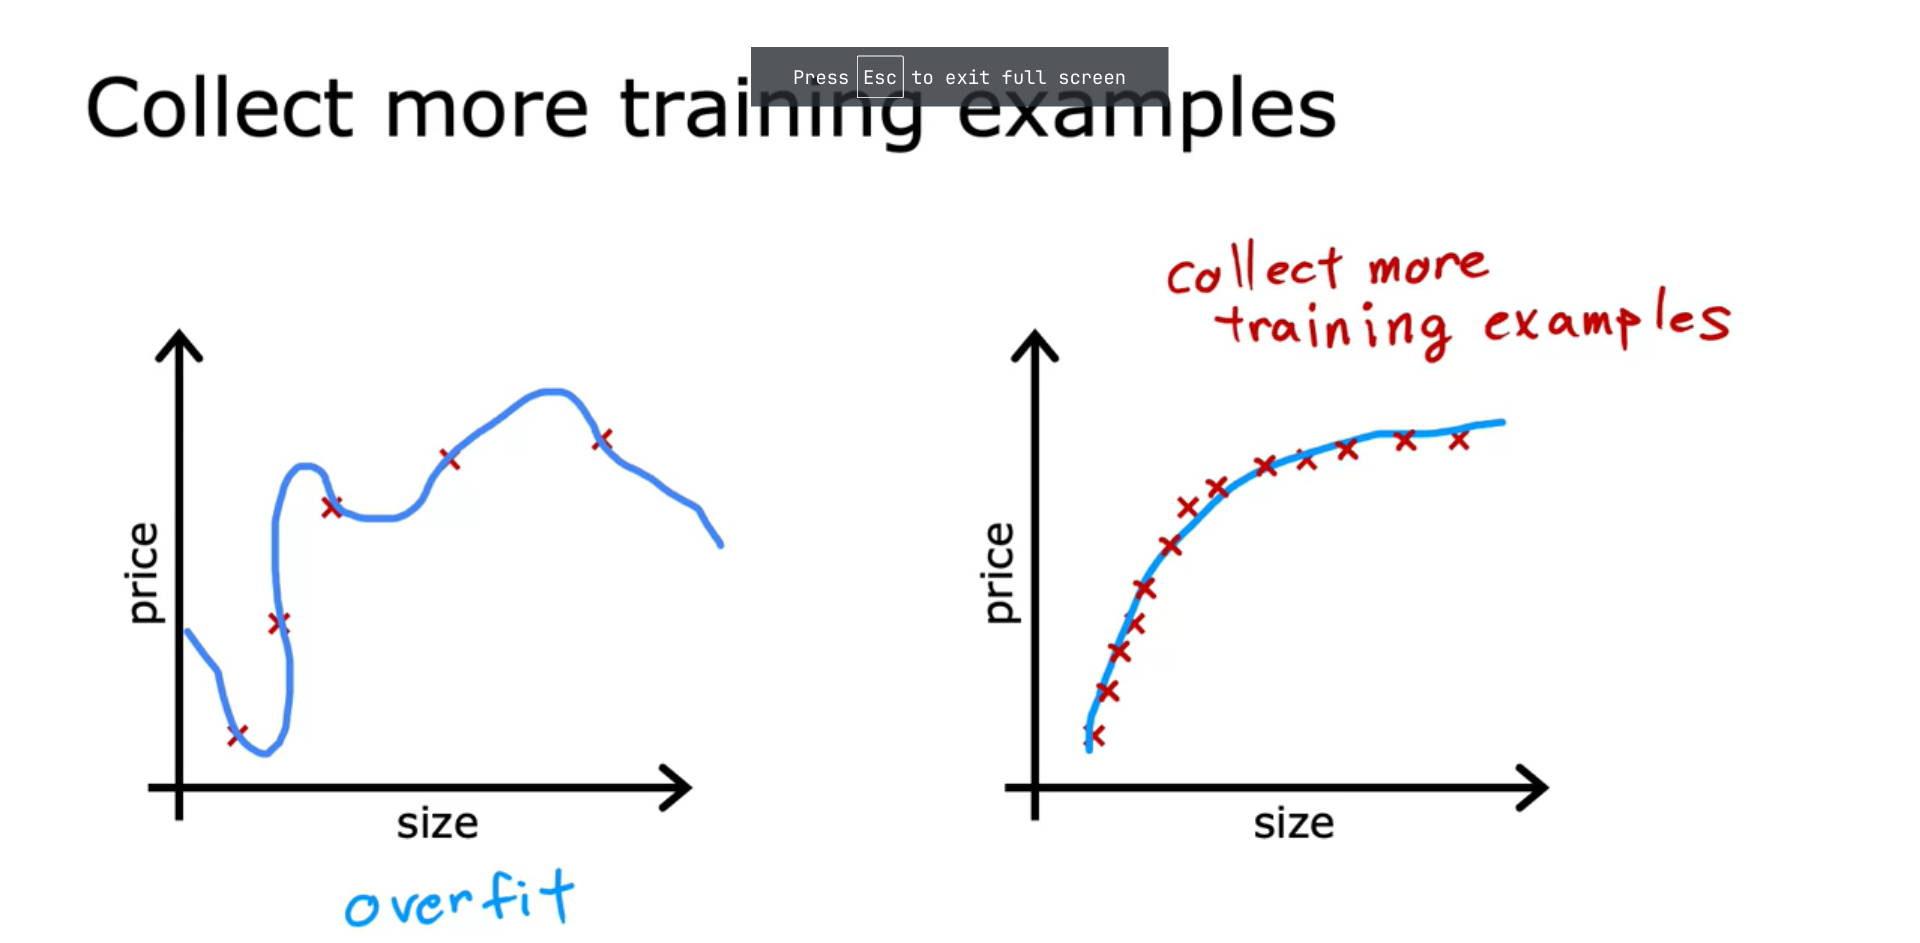 Press Esc to exit full screen
Collect more training examples
collect more
training examples
price
size
overfit
price
size